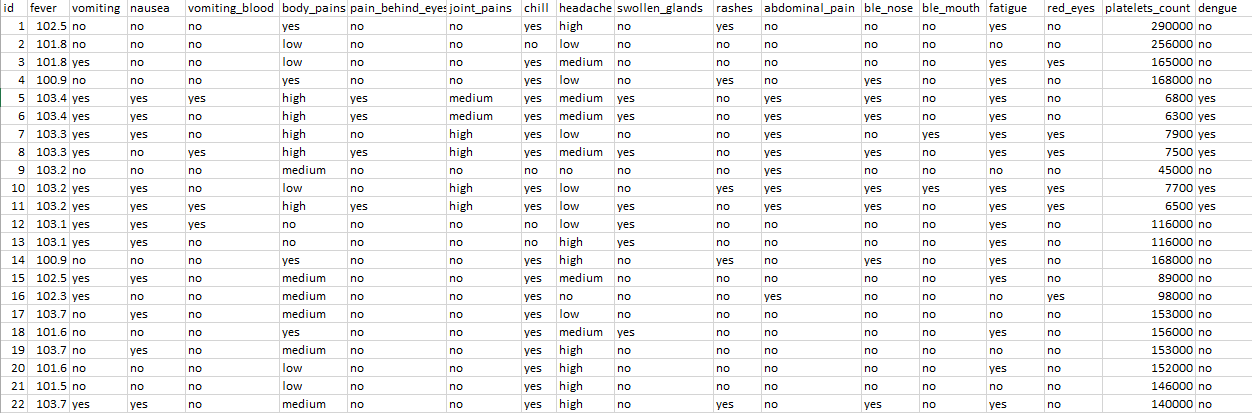 id fever vomiting nausea vomiting_blood body_pains pain_behind_eyes joint_pains chill headache swollen_glands rashes abdominal_pain ble_nose ble_mouth fatigue red_eyes platelets_count dengue
1 102.5 no no no yes no no yes high no yes no no no yes no 290000 no
2 101.8 no no no low no no no low no no no no no no no 256000 no
3 101.8 yes no no low no no yes medium no no no no no yes yes 165000 no
4 100.9 no no no yes no no yes low no yes no yes no yes no 168000 no
5 103.4 yes yes yes high yes medium yes medium yes no yes yes no yes no 6800 yes
6 103.4 yes yes no high yes medium yes medium yes no yes yes no yes no 6300 yes
7 103.3 yes yes no high no high yes low no no yes no yes yes yes 7900 yes
8 103.3 yes no yes high yes high yes medium yes no yes yes no yes yes 7500 yes
9 103.2 no no no medium no no no no no no yes no no no no 45000 no
10 103.2 yes yes no low no high yes low no yes yes yes yes yes yes 7700 yes
11 103.2 yes yes yes high yes high yes low yes no yes yes no yes yes 6500 yes
12 103.1 yes yes yes no no no no low yes no no no no yes no 116000 no
13 103.1 yes yes no no no no no high yes no no no no yes no 116000 no
14 100.9 no no no yes no no yes high no yes no yes no yes no 168000 no
15 102.5 yes yes no medium no no yes medium no no no no no yes no 89000 no
16 102.3 yes no no medium no no yes no no no yes no no no yes 98000 no
17 103.7 no yes no medium no no yes low no no no no no no no 153000 no
18 101.6 no no no yes no no yes medium yes no no no no yes no 156000 no
19 103.7 no yes no medium no no yes high no no no no no no no 153000 no
20 101.6 no no no low no no yes high no no no no no yes no 152000 no
21 101.5 no no no low no no yes high no no no no no no no 146000 no
22 103.7 yes yes no medium no no yes high no yes no yes no yes no 140000 no